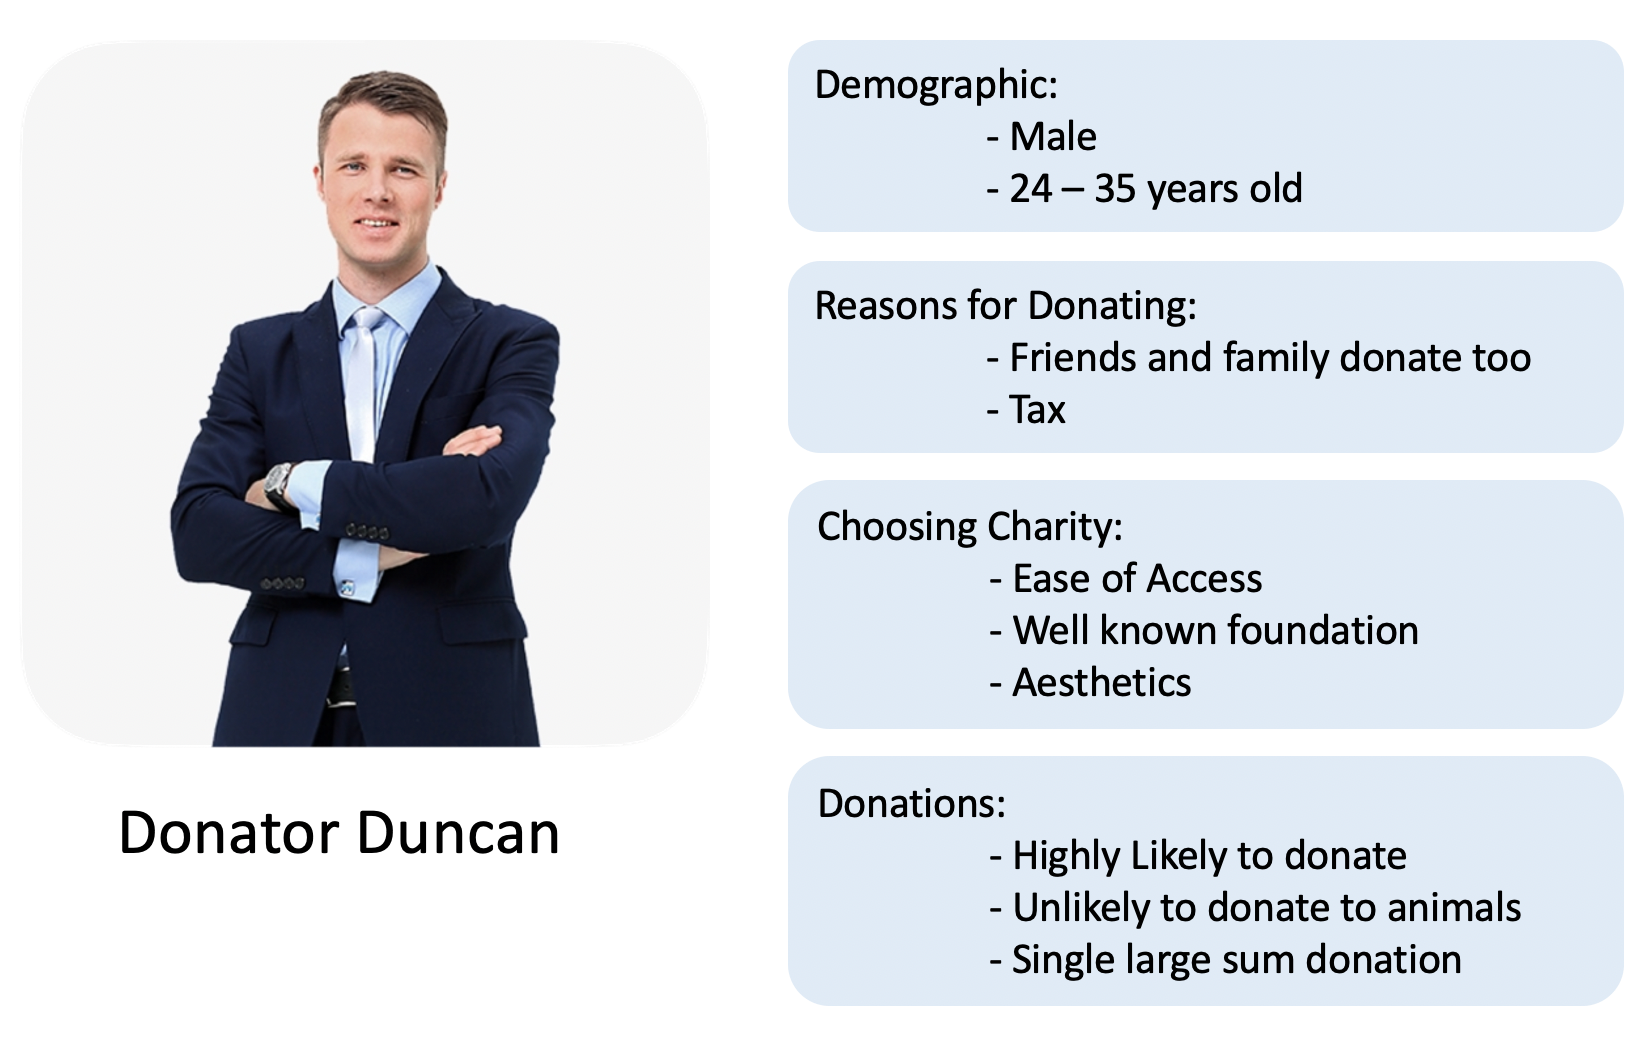 Demographic:
- Male
- 24 – 35 years old
Reasons for Donating:
- Friends and family donate too
- Tax
Choosing Charity:
- Ease of Access
- Well known foundation
- Aesthetics
Donations:
- Highly Likely to donate
- Unlikely to donate to animals
- Single large sum donation
Donator Duncan